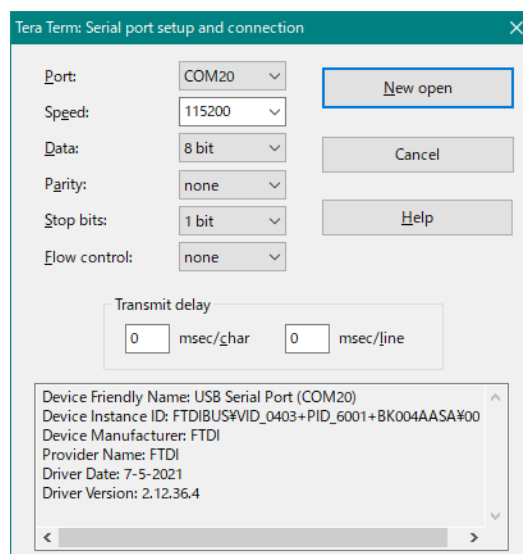 Tera Term: Serial port setup and connection
Port: COM20
New open
Speed: 115200
Data: 8 bit
Cancel
Parity: none
Stop bits: 1 bit
Help
Flow control: none
Transmit delay
0 msec/char 0 msec/line
Device Friendly Name: USB Serial Port (COM20)
Device Instance ID: FTDIBUS¥VID_0403+PID_6001+BK004AASA¥00
Device Manufacturer: FTDI
Provider Name: FTDI
Driver Date: 7-5-2021
Driver Version: 2.12.36.4